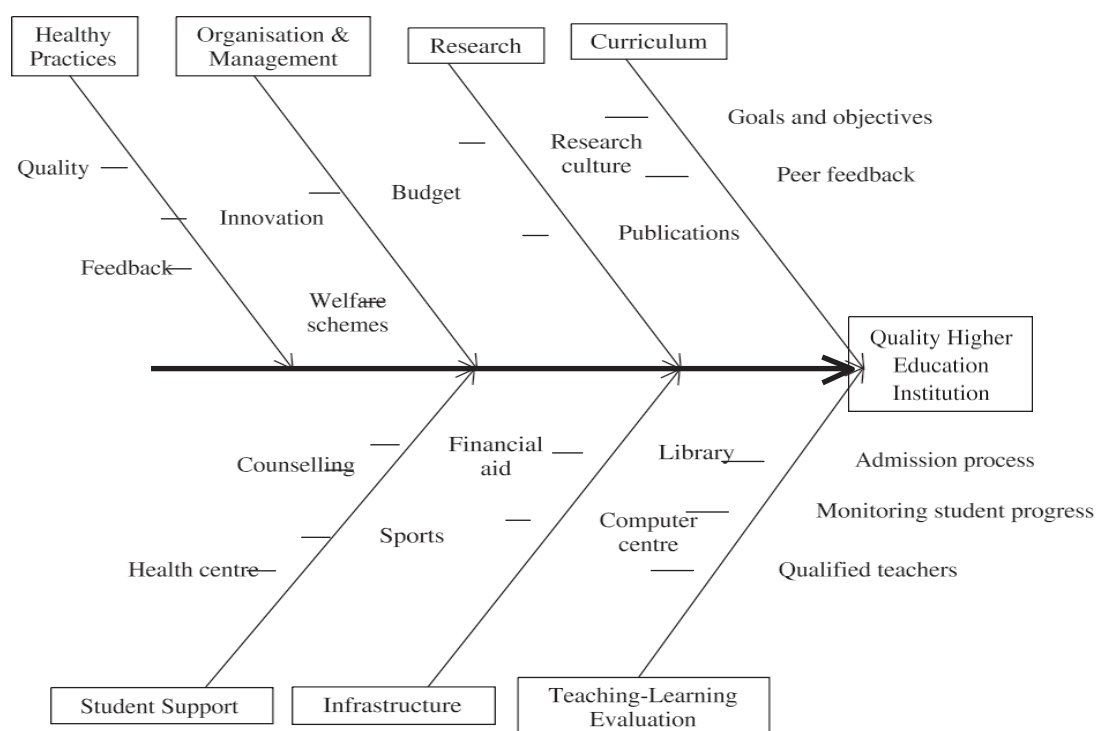 Healthy
Practices
Organisation &
Management
Research
Curriculum
Goals and objectives
Research
culture
Quality
Peer feedback
Budget
Innovation
Publications
Feedback
Welfare
schemes
Quality Higher
Education
Institution
Financial
aid
Library
Counselling
Admission process
Monitoring student progress
Computer
centre
Sports
Health centre
Qualified teachers
Student Support
Infrastructure
Teaching-Learning
Evaluation